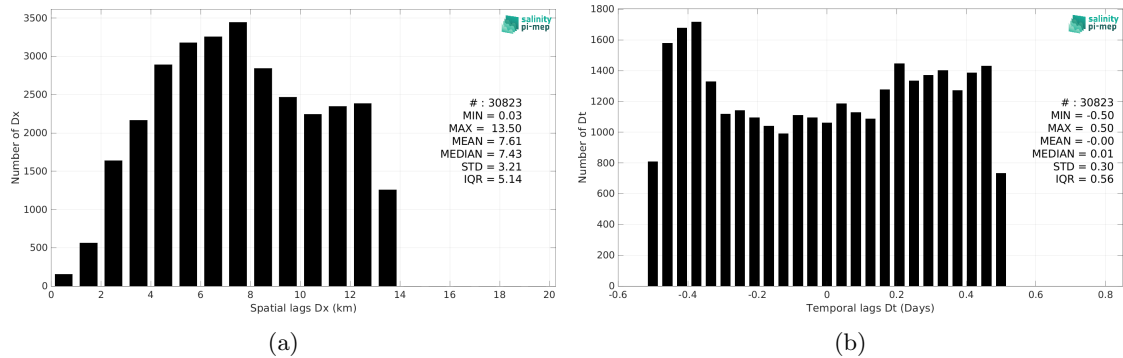 salinity
pi-mep
3500
3000
2500
2000
1500
1000
500
0
Number of Dx
# : 30823
MIN = 0.03
MAX = 13.50
MEAN = 7.61
MEDIAN = 7.43
STD = 3.21
IQR = 5.14
0 2 4 6 8 10 12 14 16 18 20
Spatial lags Dx (km)
(a)
salinity
pi-mep
1800
1600
1400
1200
1000
800
600
400
200
0
Number of Dt
# : 30823
MIN = -0.50
MAX = 0.50
MEAN = -0.00
MEDIAN = 0.01
STD = 0.30
IQR = 0.56
-0.6 -0.4 -0.2 0 0.2 0.4 0.6 0.8
Temporal lags Dt (Days)
(b)